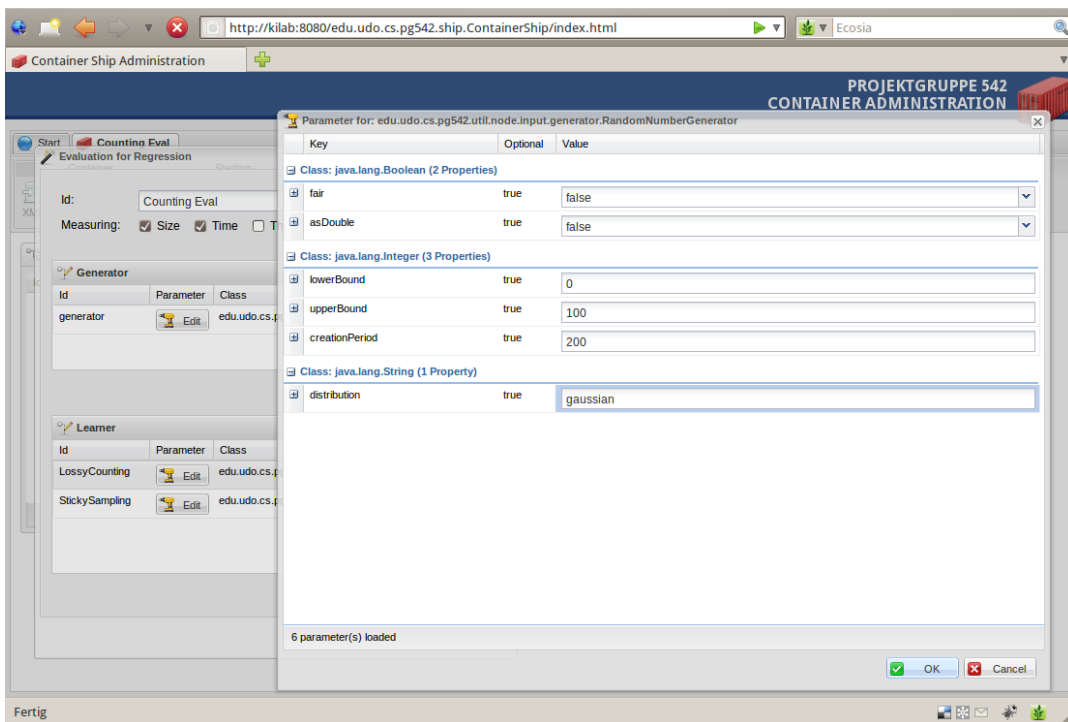 http://kilab:8080/edu.udo.cs.pg542.ship.ContainerShip/index.html
Ecosia
Container Ship Administration
PROJEKTGRUPPE 542
CONTAINER ADMINISTRATION
Start
Counting Eval
Evaluation for Regression
Container
Starting
XM
Id:
Counting Eval
Measuring:
Size
Time
Th
Generator
Id
Parameter
Class
generator
Edit
edu.udo.cs.p
Learner
Id
Parameter
Class
LossyCounting
Edit
edu.udo.cs.p
StickySampling
Edit
edu.udo.cs.p
Parameter for: edu.udo.cs.pg542.util.node.input.generator.RandomNumberGenerator
Key Optional Value
Class: java.lang.Boolean (2 Properties)
fair true false
asDouble true false
Class: java.lang.Integer (3 Properties)
lowerBound true 0
upperBound true 100
creationPeriod true 200
Class: java.lang.String (1 Property)
distribution true gaussian
6 parameter(s) loaded
OK Cancel
Fertig